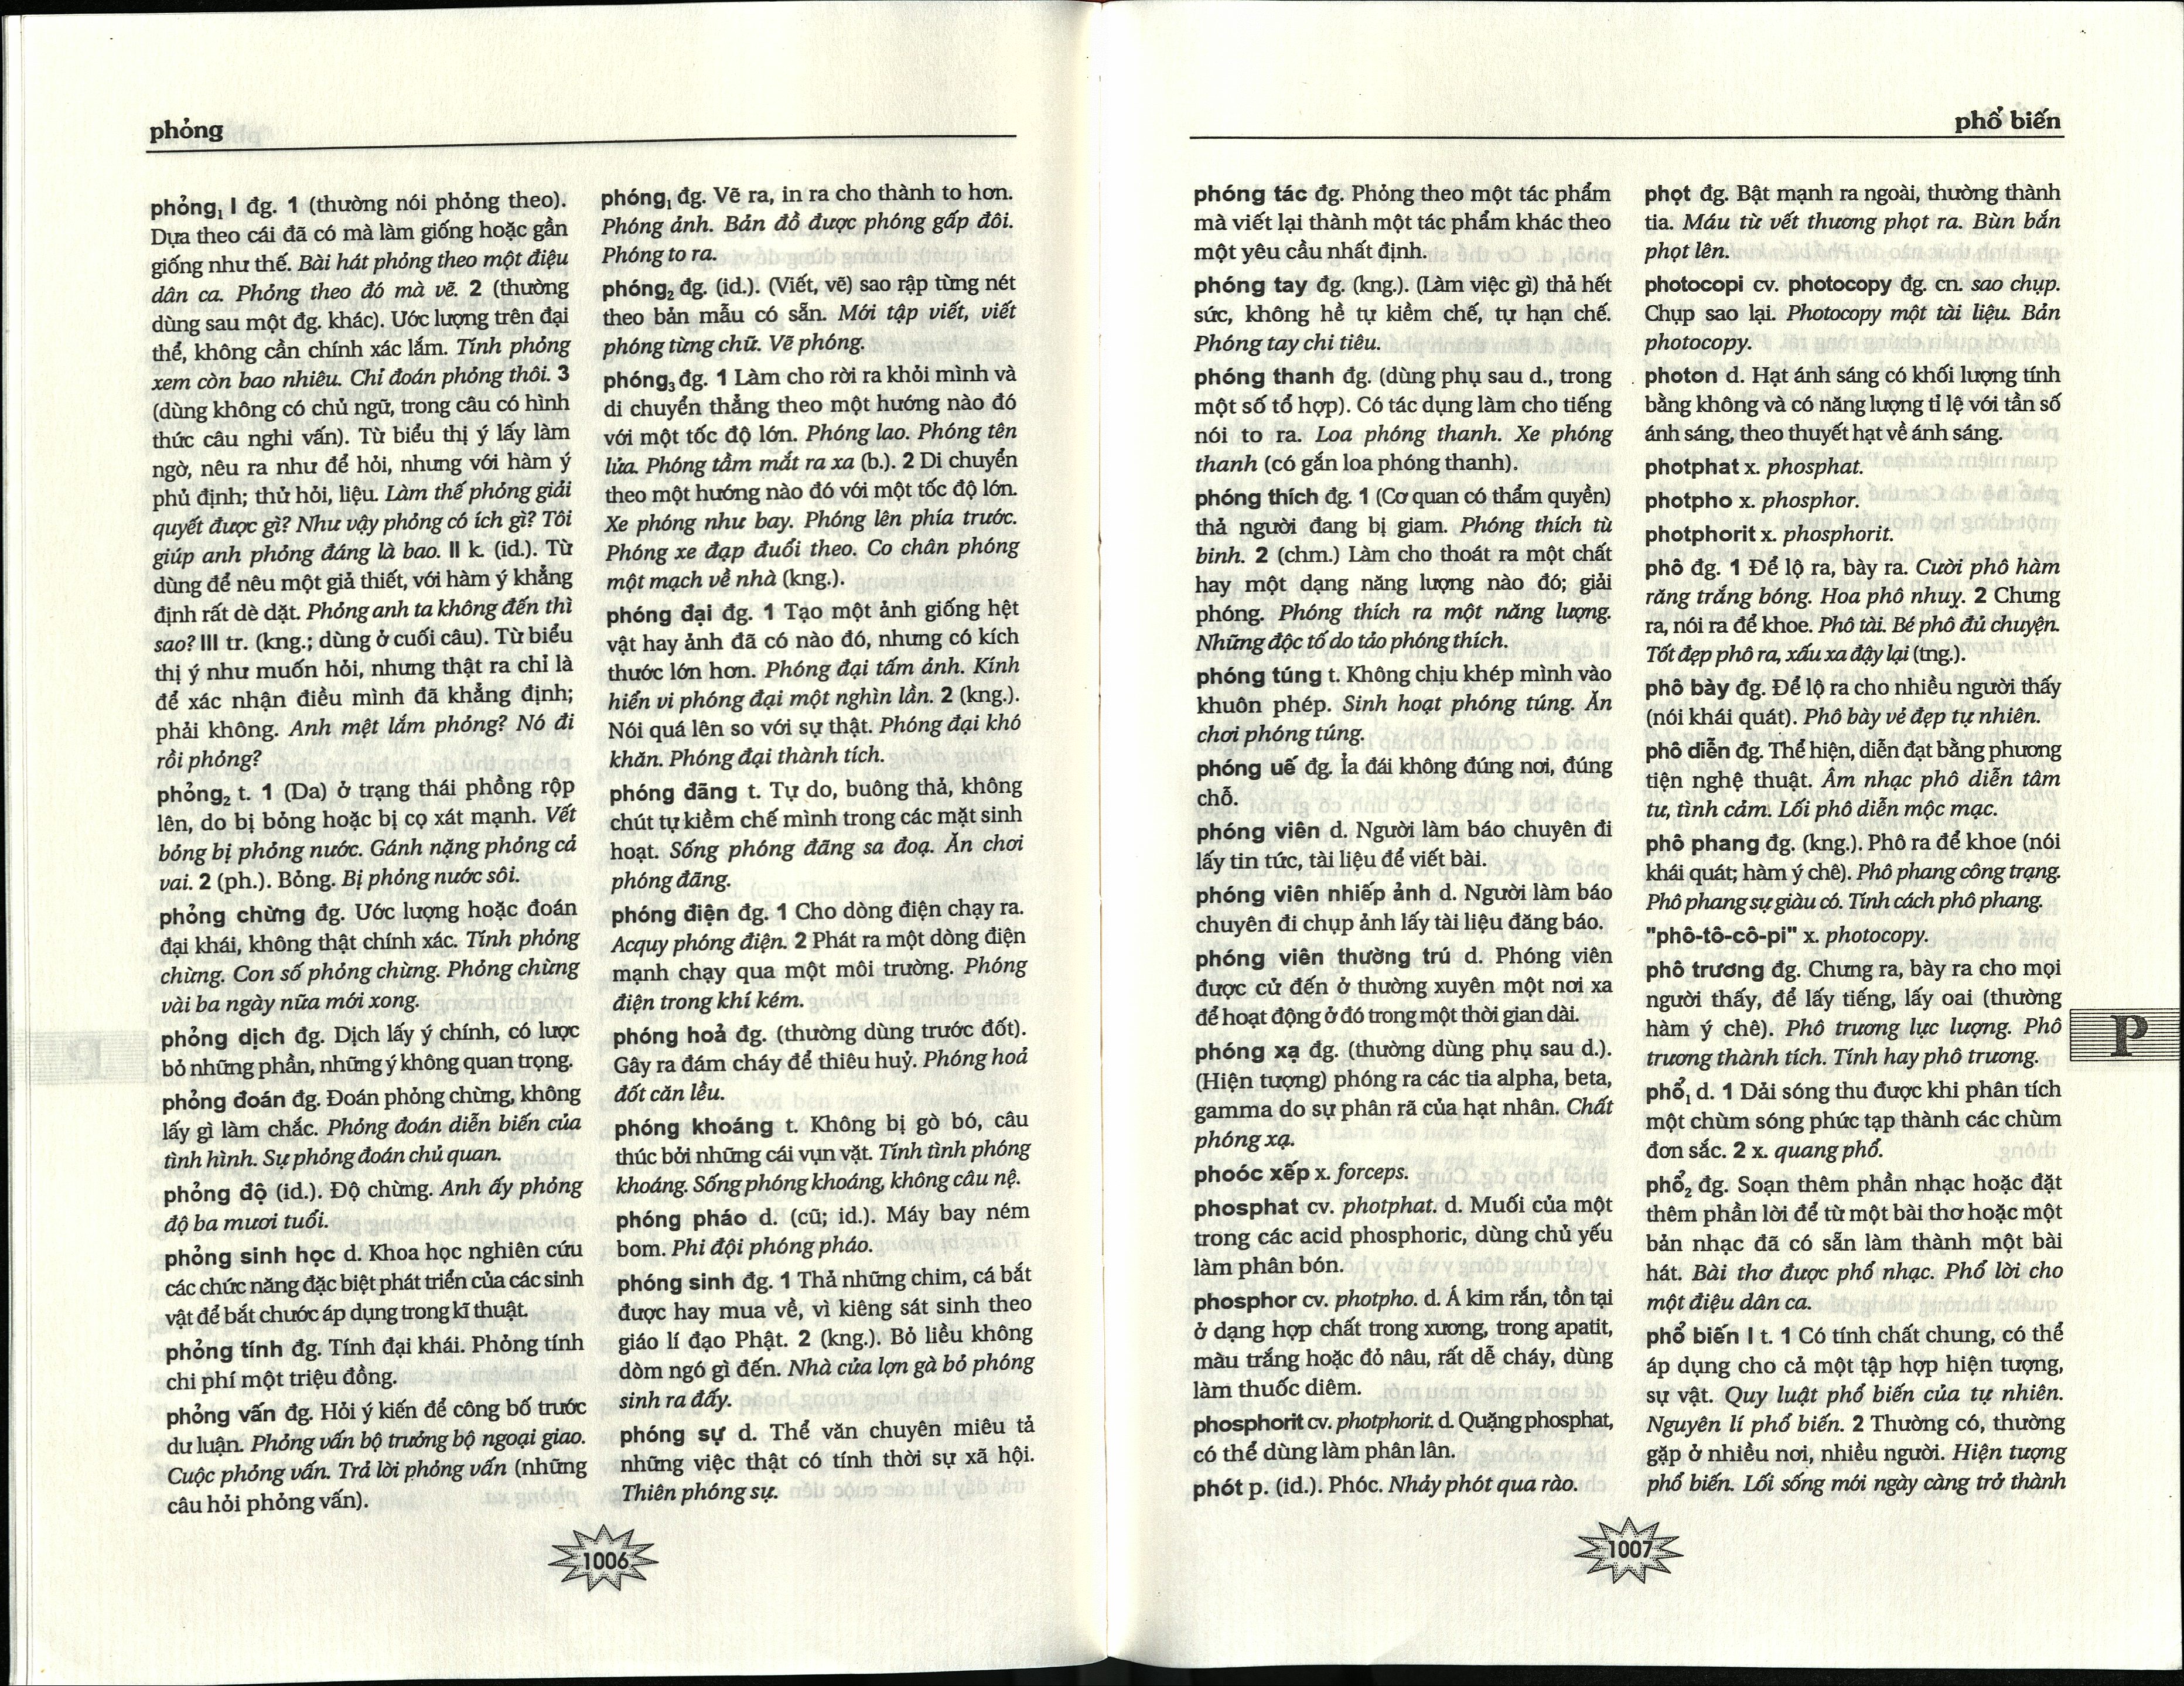 phỏng
phỏng₁ I đg. 1 (thường nói phỏng theo).
Dựa theo cái đã có mà làm giống hoặc gần
giống như thế. Bài hát phỏng theo một điệu
dân ca. Phỏng theo đó mà vẽ. 2 (thường
dùng sau một đg. khác). Ước lượng trên đại
thể, không cần chính xác lắm. Tính phỏng
xem còn bao nhiêu. Chỉ đoán phỏng thôi. 3
(dùng không có chủ ngữ, trong câu có hình
thức câu nghi vấn). Từ biểu thị ý lấy làm
ngờ, nêu ra như để hỏi, nhưng với hàm ý
phủ định; thử hỏi, liệu. Làm thế phỏng giải
quyết được gì? Như vậy phỏng có ích gì? Tôi
giúp anh phỏng đáng là bao. II k. (id.). Từ
dùng để nêu một giả thiết, với hàm ý khẳng
định rất dè dặt. Phỏng anh ta không đến thì
sao? III tr. (kng.; dùng ở cuối câu). Từ biểu
thị ý như muốn hỏi, nhưng thật ra chỉ là
để xác nhận điều mình đã khẳng định;
phải không. Anh mệt lắm phỏng? Nó đi
rồi phỏng?
phỏng₂ t. 1 (Da) ở trạng thái phồng rộp
lên, do bị bỏng hoặc bị cọ xát mạnh. Vết
bỏng bị phỏng nước. Gánh nặng phỏng cả
vai. 2 (ph.). Bỏng. Bị phỏng nước sôi.
phỏng chừng đg. Ước lượng hoặc đoán
đại khái, không thật chính xác. Tính phỏng
chừng. Con số phỏng chừng. Phỏng chừng
vài ba ngày nữa mới xong.
phỏng dịch đg. Dịch lấy ý chính, có lược
bỏ những phần, những ý không quan trọng.
phỏng đoán đg. Đoán phỏng chừng, không
lấy gì làm chắc. Phỏng đoán diễn biến của
tình hình. Sự phỏng đoán chủ quan.
phỏng độ (id.). Độ chừng. Anh ấy phỏng
độ ba mươi tuổi.
phỏng sinh học d. Khoa học nghiên cứu
các chức năng đặc biệt phát triển của các sinh
vật để bắt chước áp dụng trong kĩ thuật.
phỏng tính đg. Tính đại khái. Phỏng tính
chi phí một triệu đồng.
phỏng vấn đg. Hỏi ý kiến để công bố trước
dư luận. Phỏng vấn bộ trưởng bộ ngoại giao.
Cuộc phỏng vấn. Trả lời phỏng vấn (những
câu hỏi phỏng vấn).
phóng₁ đg. Vẽ ra, in ra cho thành to hơn.
Phóng ảnh. Bản đồ được phóng gấp đôi.
Phóng to ra.
phóng₂ đg. (id.). (Viết, vẽ) sao rập từng nét
theo bản mẫu có sẵn. Mới tập viết, viết
phóng từng chữ. Vẽ phóng.
phóng₃ đg. 1 Làm cho rời ra khỏi mình và
di chuyển thẳng theo một hướng nào đó
với một tốc độ lớn. Phóng lao. Phóng tên
lửa. Phóng tầm mắt ra xa (b.). 2 Di chuyển
theo một hướng nào đó với một tốc độ lớn.
Xe phóng như bay. Phóng lên phía trước.
Phóng xe đạp đuổi theo. Co chân phóng
một mạch về nhà (kng.).
phóng đại đg. 1 Tạo một ảnh giống hệt
vật hay ảnh đã có nào đó, nhưng có kích
thước lớn hơn. Phóng đại tấm ảnh. Kính
hiển vi phóng đại một nghìn lần. 2 (kng.).
Nói quá lên so với sự thật. Phóng đại khó
khăn. Phóng đại thành tích.
phóng đãng t. Tự do, buông thả, không
chút tự kiềm chế mình trong các mặt sinh
hoạt. Sống phóng đãng sa đoạ. Ăn chơi
phóng đãng.
phóng điện đg. 1 Cho dòng điện chạy ra.
Acquy phóng điện. 2 Phát ra một dòng điện
mạnh chạy qua một môi trường. Phóng
điện trong khí kém.
phóng hoả đg. (thường dùng trước đốt).
Gây ra đám cháy để thiêu huỷ. Phóng hoả
đốt căn lều.
phóng khoáng t. Không bị gò bó, câu
thúc bởi những cái vụn vặt. Tính tình phóng
khoáng. Sống phóng khoáng, không câu nệ.
phóng pháo d. (cũ; id.). Máy bay ném
bom. Phi đội phóng pháo.
phóng sinh đg. 1 Thả những chim, cá bắt
được hay mua về, vì kiêng sát sinh theo
giáo lí đạo Phật. 2 (kng.). Bỏ liều không
dòm ngó gì đến. Nhà cửa lợn gà bỏ phóng
sinh ra đấy.
phóng sự d. Thể văn chuyên miêu tả
những việc thật có tính thời sự xã hội.
Thiên phóng sự.
1006
phổ biến
phóng tác đg. Phỏng theo một tác phẩm
mà viết lại thành một tác phẩm khác theo
một yêu cầu nhất định.
phóng tay đg. (kng.). (Làm việc gì) thả hết
sức, không hề tự kiềm chế, tự hạn chế.
Phóng tay chi tiêu.
phóng thanh đg. (dùng phụ sau d., trong
một số tổ hợp). Có tác dụng làm cho tiếng
nói to ra. Loa phóng thanh. Xe phóng
thanh (có gắn loa phóng thanh).
phóng thích đg. 1 (Cơ quan có thẩm quyền)
thả người đang bị giam. Phóng thích tù
binh. 2 (chm.) Làm cho thoát ra một chất
hay một dạng năng lượng nào đó; giải
phóng. Phóng thích ra một năng lượng.
Những độc tố do tảo phóng thích.
phóng túng t. Không chịu khép mình vào
khuôn phép. Sinh hoạt phóng túng. Ăn
chơi phóng túng.
phóng uế đg. Ỉa đái không đúng nơi, đúng
chỗ.
phóng viên d. Người làm báo chuyên đi
lấy tin tức, tài liệu để viết bài.
phóng viên nhiếp ảnh d. Người làm báo
chuyên đi chụp ảnh lấy tài liệu đăng báo.
phóng viên thường trú d. Phóng viên
được cử đến ở thường xuyên một nơi xa
để hoạt động ở đó trong một thời gian dài.
phóng xạ đg. (thường dùng phụ sau d.).
(Hiện tượng) phóng ra các tia alpha, beta,
gamma do sự phân rã của hạt nhân. Chất
phóng xạ.
phoóc xếp x. forceps.
phosphat cv. photphat. d. Muối của một
trong các acid phosphoric, dùng chủ yếu
làm phân bón.
phosphor cv. photpho. d. Á kim rắn, tồn tại
ở dạng hợp chất trong xương, trong apatit,
màu trắng hoặc đỏ nâu, rất dễ cháy, dùng
làm thuốc diêm.
phosphorit cv. photphorit. d. Quặng phosphat,
có thể dùng làm phân lân.
phót p. (id.). Phóc. Nhảy phót qua rào.
phọt đg. Bật mạnh ra ngoài, thường thành
tia. Máu từ vết thương phọt ra. Bùn bắn
phọt lên.
photocopi cv. photocopy đg. cn. sao chụp.
Chụp sao lại. Photocopy một tài liệu. Bản
photocopy.
photon d. Hạt ánh sáng có khối lượng tính
bằng không và có năng lượng tỉ lệ với tần số
ánh sáng, theo thuyết hạt về ánh sáng.
photphat x. phosphat.
photpho x. phosphor.
photphorit x. phosphorit.
phô đg. 1 Để lộ ra, bày ra. Cười phô hàm
răng trắng bóng. Hoa phô nhuỵ. 2 Chưng
ra, nói ra để khoe. Phô tài. Bé phô đủ chuyện.
Tốt đẹp phô ra, xấu xa đậy lại (tng.).
phô bày đg. Để lộ ra cho nhiều người thấy
(nói khái quát). Phô bày vẻ đẹp tự nhiên.
phô diễn đg. Thể hiện, diễn đạt bằng phương
tiện nghệ thuật. Âm nhạc phô diễn tâm
tư, tình cảm. Lối phô diễn mộc mạc.
phô phang đg. (kng.). Phô ra để khoe (nói
khái quát; hàm ý chê). Phô phang công trạng.
Phô phang sự giàu có. Tính cách phô phang.
"phô-tô-cô-pi" x. photocopy.
phô trương đg. Chưng ra, bày ra cho mọi
người thấy, để lấy tiếng, lấy oai (thường
hàm ý chê). Phô trương lực lượng. Phô
trương thành tích. Tính hay phô trương.
phổ₁ d. 1 Dải sóng thu được khi phân tích
một chùm sóng phức tạp thành các chùm
đơn sắc. 2 x. quang phổ.
phổ₂ đg. Soạn thêm phần nhạc hoặc đặt
thêm phần lời để từ một bài thơ hoặc một
bản nhạc đã có sẵn làm thành một bài
hát. Bài thơ được phổ nhạc. Phổ lời cho
một điệu dân ca.
phổ biến I t. 1 Có tính chất chung, có thể
áp dụng cho cả một tập hợp hiện tượng,
sự vật. Quy luật phổ biến của tự nhiên.
Nguyên lí phổ biến. 2 Thường có, thường
gặp ở nhiều nơi, nhiều người. Hiện tượng
phổ biến. Lối sống mới ngày càng trở thành
P
1007